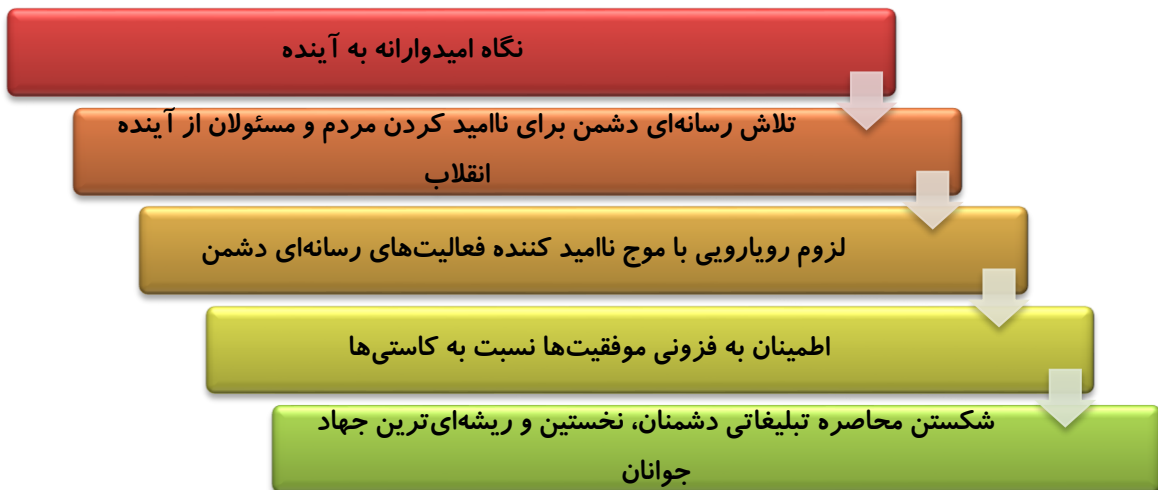 نگاه امیدوارانه به آینده
تلاش رسانه‌ای دشمن برای ناامید کردن مردم و مسئولان از آینده
انقلاب
لزوم رویارویی با موج ناامید کننده فعالیت‌های رسانه‌ای دشمن
اطمینان به فزونی موفقیت‌ها نسبت به کاستی‌ها
شکستن محاصره تبلیغاتی دشمنان، نخستین و ریشه‌ای‌ترین جهاد
جوانان